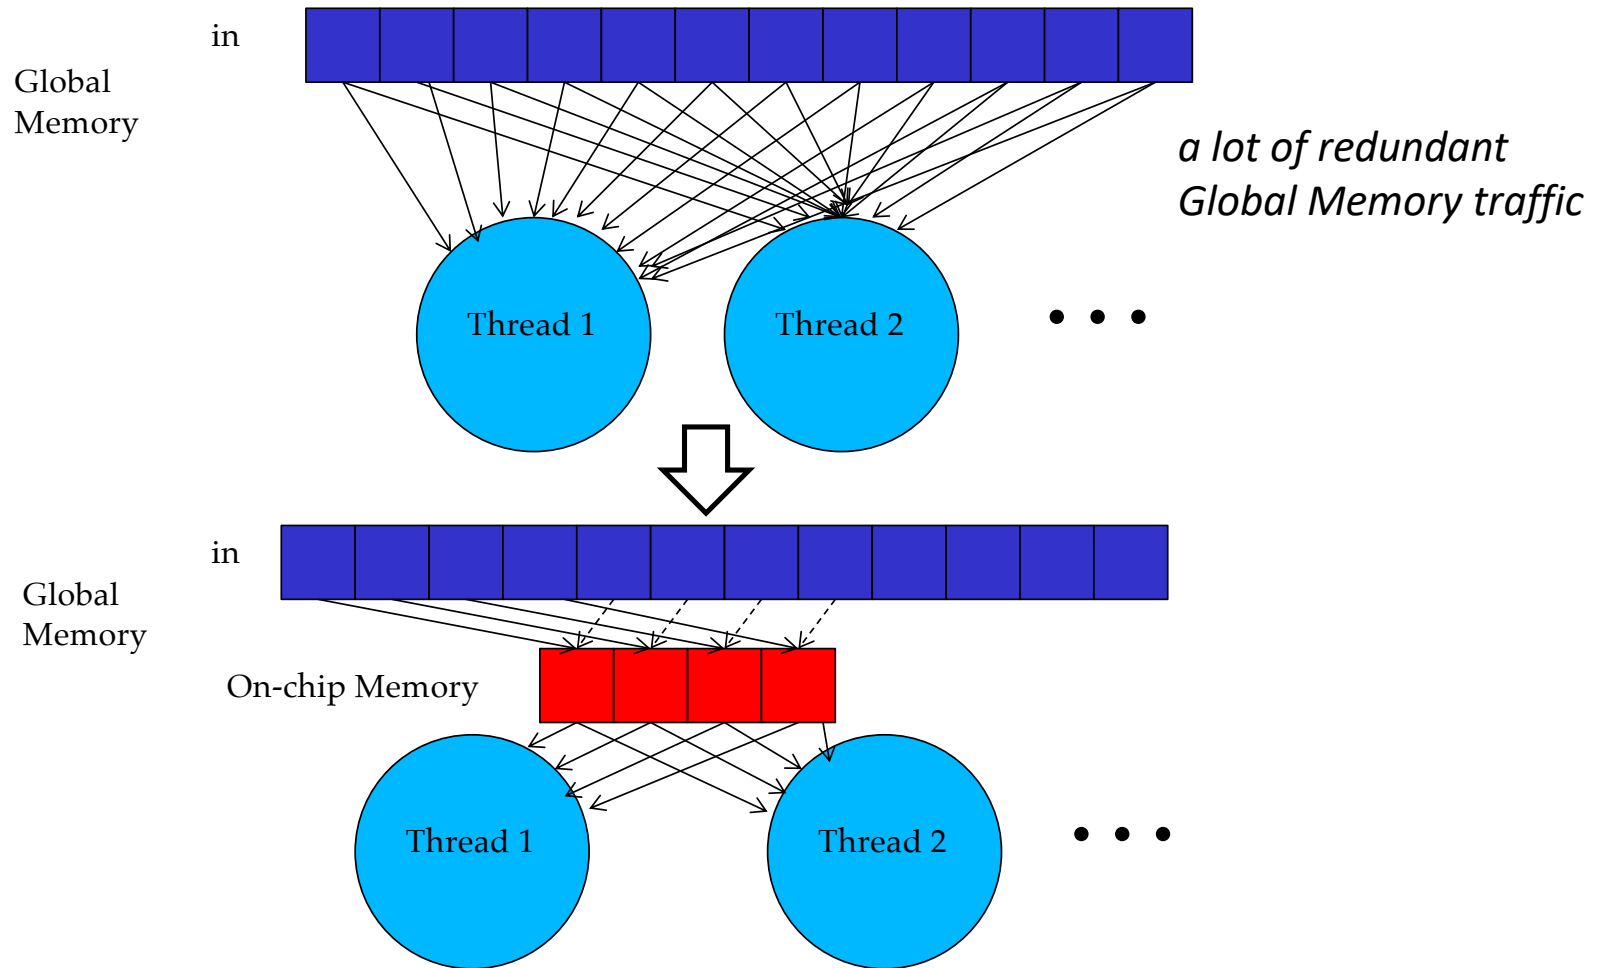 in
Global
Memory
a lot of redundant
Global Memory traffic
Thread 1
Thread 2
• • •
in
Global
Memory
On-chip Memory
Thread 1
Thread 2
• • •